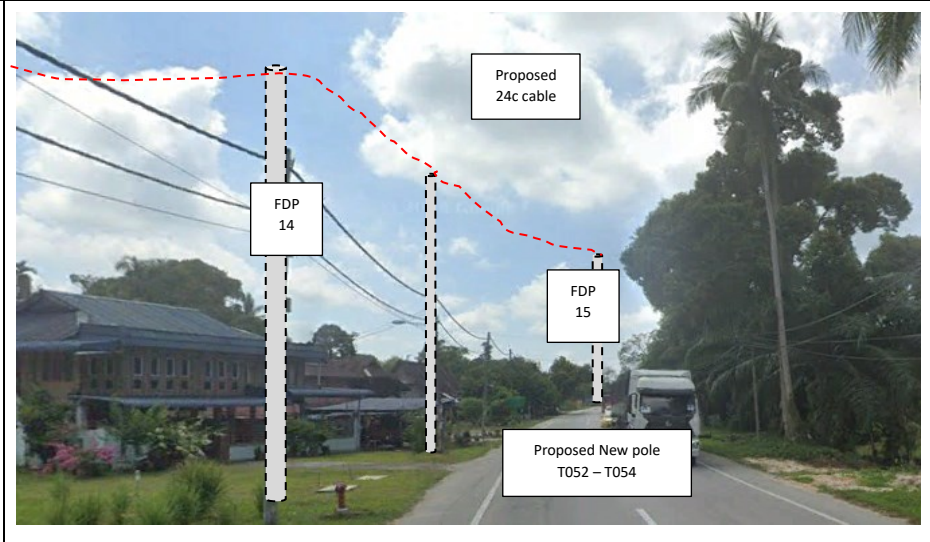 Proposed
24c cable
FDP
14
FDP
15
Proposed New pole
T052 – T054